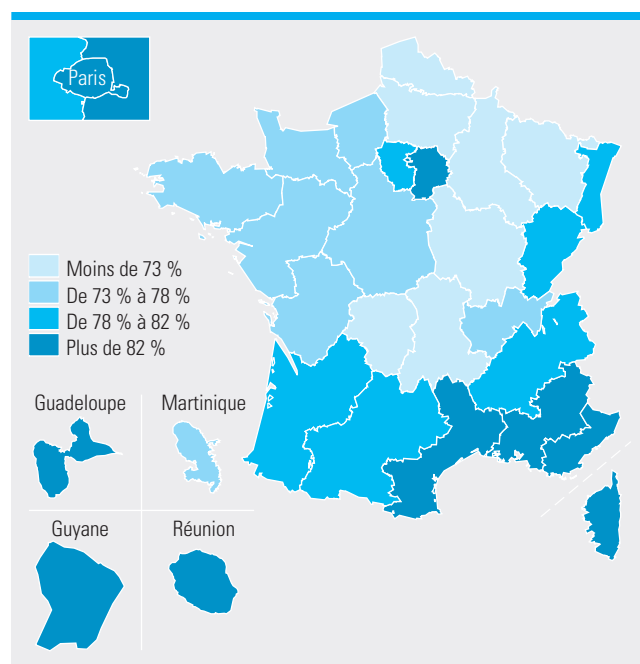 Paris
Moins de 73 %
De 73 % à 78 %
De 78 % à 82 %
Plus de 82 %
Guadeloupe
Martinique
Guyane
Réunion